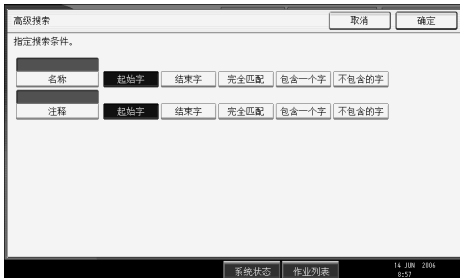 高级搜索 取消 确定
指定搜索条件。
名称 起始字 结束字 完全匹配 包含一个字 不包含的字
注释 起始字 结束字 完全匹配 包含一个字 不包含的字
系统状态 作业列表 14 JUN 2006
8:57